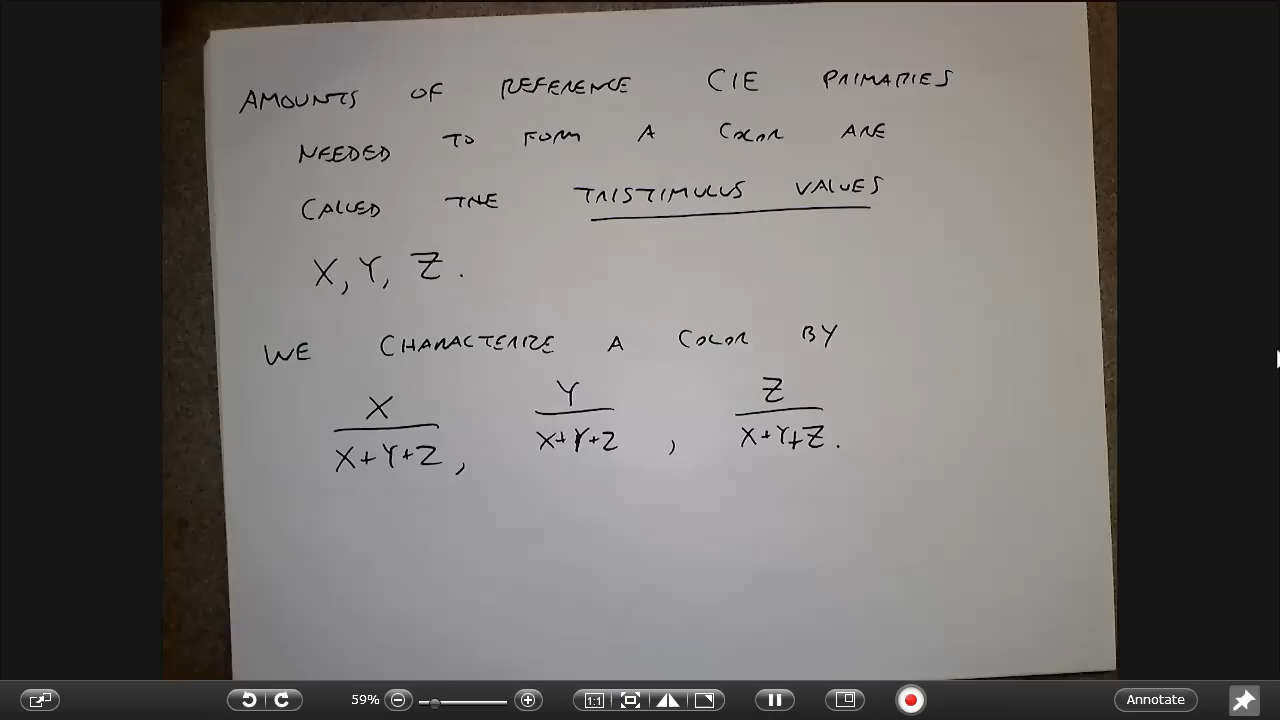 AMOUNTS OF REFERENCE CIE PRIMARIES
NEEDED TO FORM A COLOR ARE
CALLED THE TRISTIMULUS VALUES
X, Y, Z.
WE CHARACTERIZE A COLOR BY
X Y Z
X+Y+Z, X+Y+Z, X+Y+Z.
59% 1:1 Annotate